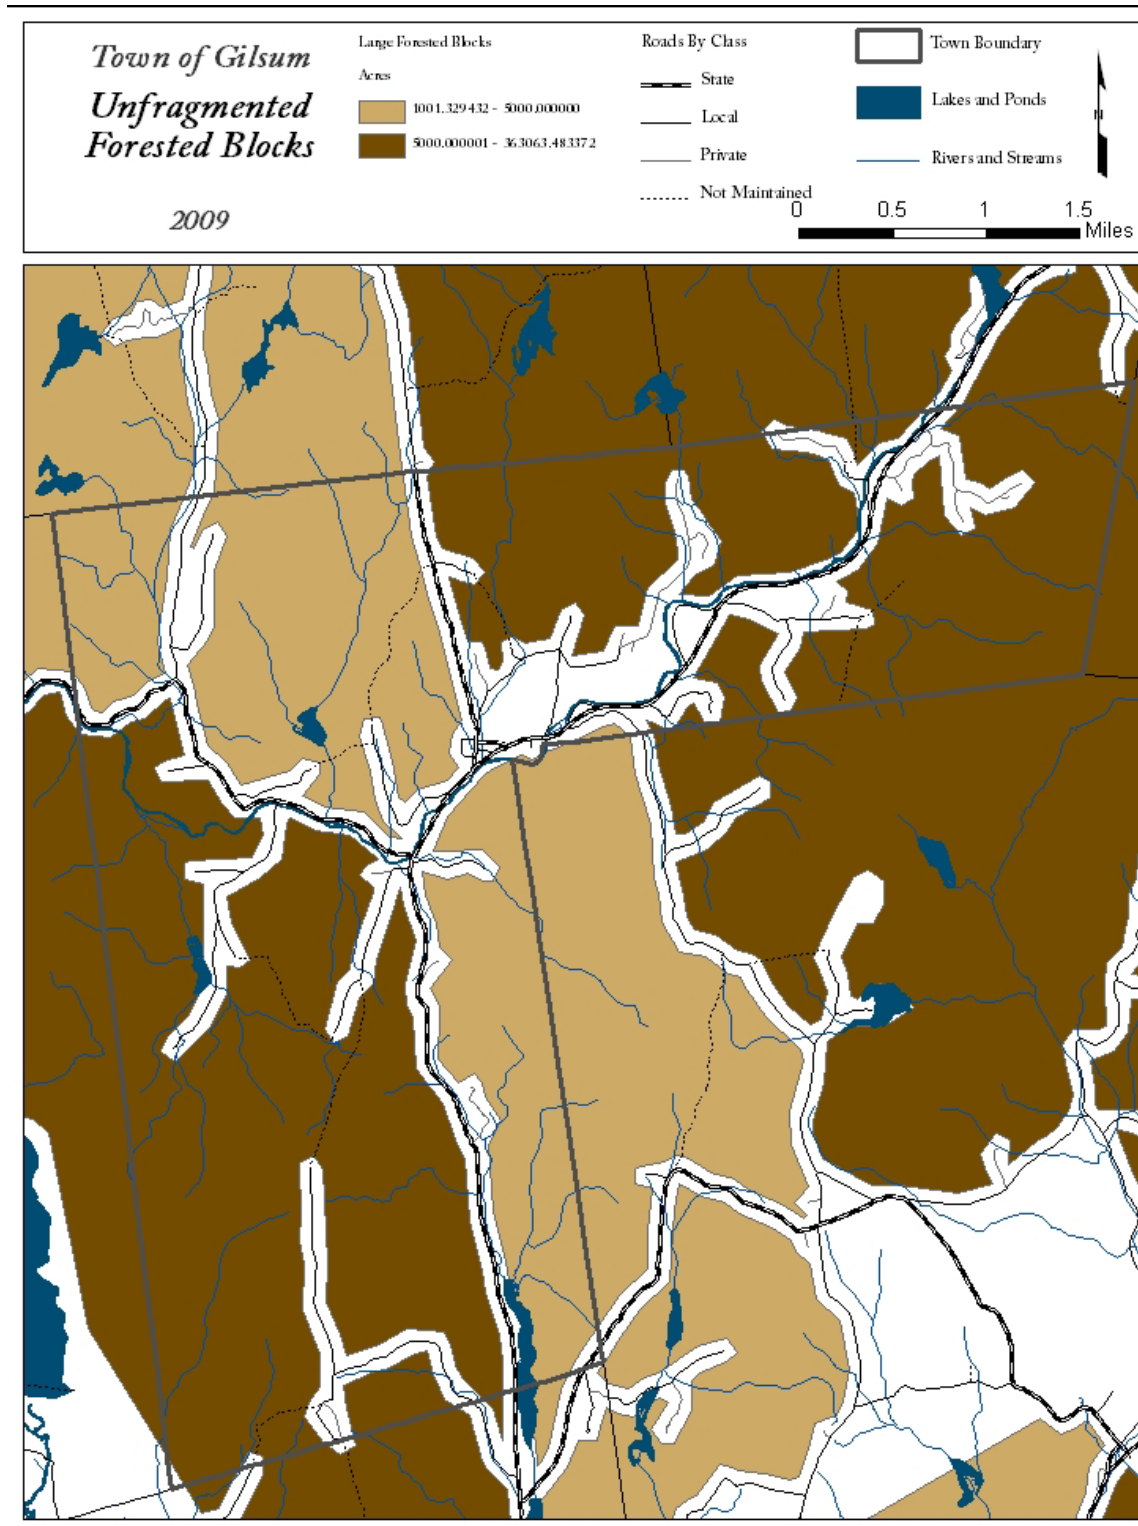 Town of Gilsum
Unfragmented
Forested Blocks
2009
Large Forested Blocks
Acres
1001.329432 - 5000.000000
5000.000001 - 363063.483372
Roads By Class
State
Local
Private
Not Maintained
Town Boundary
Lakes and Ponds
Rivers and Streams
N
0 0.5 1 1.5
Miles